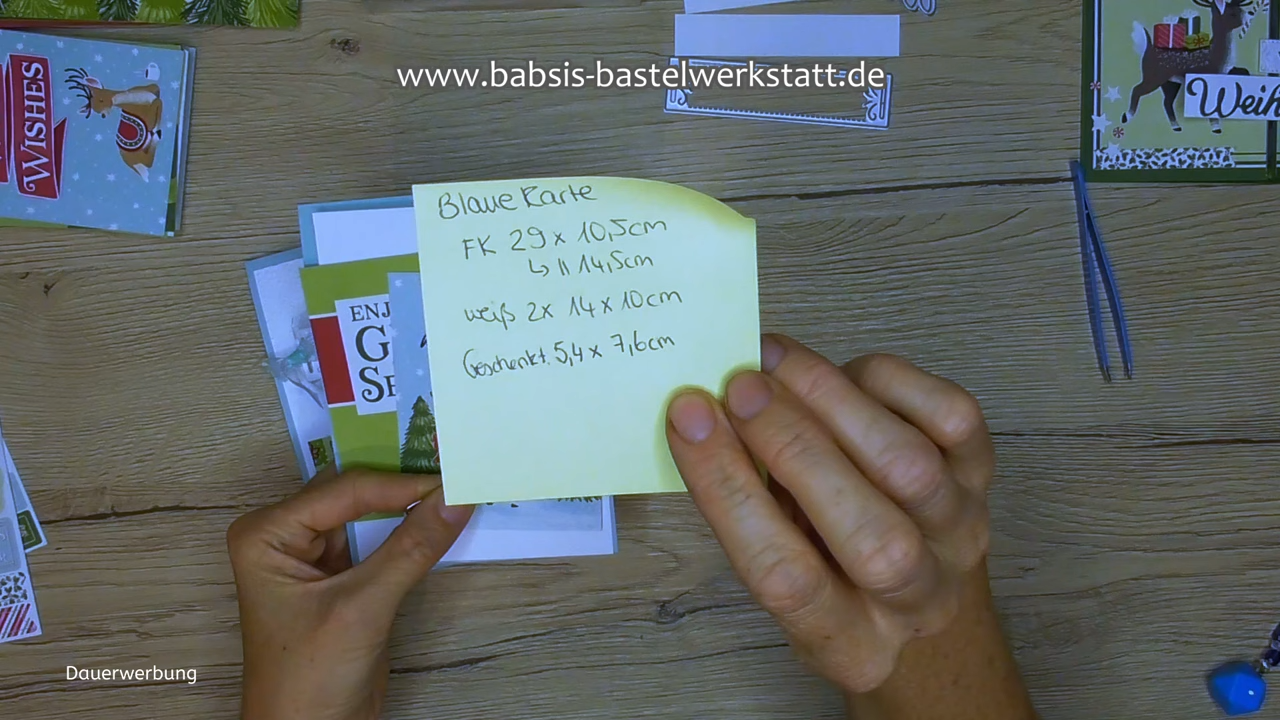 www.babsis-bastelwerkstatt.de
WISHES
Weih
Blaue Karte
FK 29 x 10,5cm
↳ || 14,5cm
weiß 2x 14 x 10cm
Geschenkt. 5,4 x 7,6cm
ENJ
G
SE
Dauerwerbung